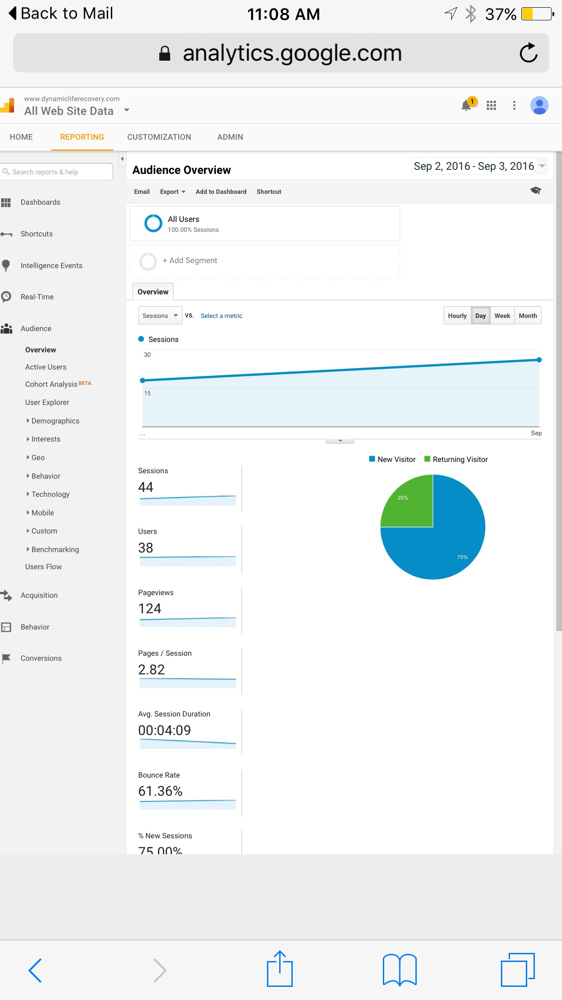 Back to Mail
11:08 AM
37%
analytics.google.com
www.dynamicliferecovery.com
All Web Site Data
1
HOME
REPORTING
CUSTOMIZATION
ADMIN
Search reports & help
Dashboards
Shortcuts
Intelligence Events
Real-Time
Audience
Overview
Active Users
Cohort Analysis BETA
User Explorer
Demographics
Interests
Geo
Behavior
Technology
Mobile
Custom
Benchmarking
Users Flow
Acquisition
Behavior
Conversions
Audience Overview
Sep 2, 2016 - Sep 3, 2016
Email
Export
Add to Dashboard
Shortcut
All Users
100.00% Sessions
+ Add Segment
Overview
Sessions
vs.
Select a metric
Hourly
Day
Week
Month
Sessions
30
15
...
Sep
New Visitor
Returning Visitor
25%
75%
Sessions
44
Users
38
Pageviews
124
Pages / Session
2.82
Avg. Session Duration
00:04:09
Bounce Rate
61.36%
% New Sessions
75.00%